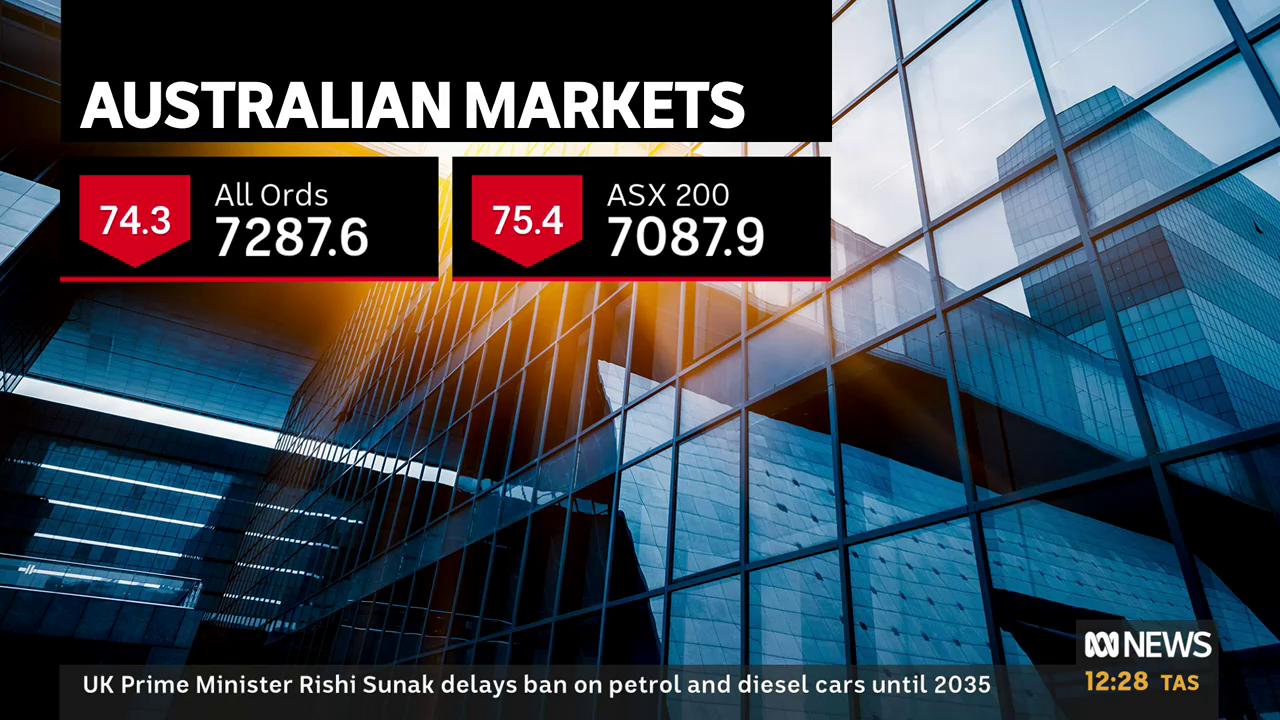 AUSTRALIAN MARKETS
74.3
All Ords
7287.6
75.4
ASX 200
7087.9
NEWS
UK Prime Minister Rishi Sunak delays ban on petrol and diesel cars until 2035
12:28 TAS